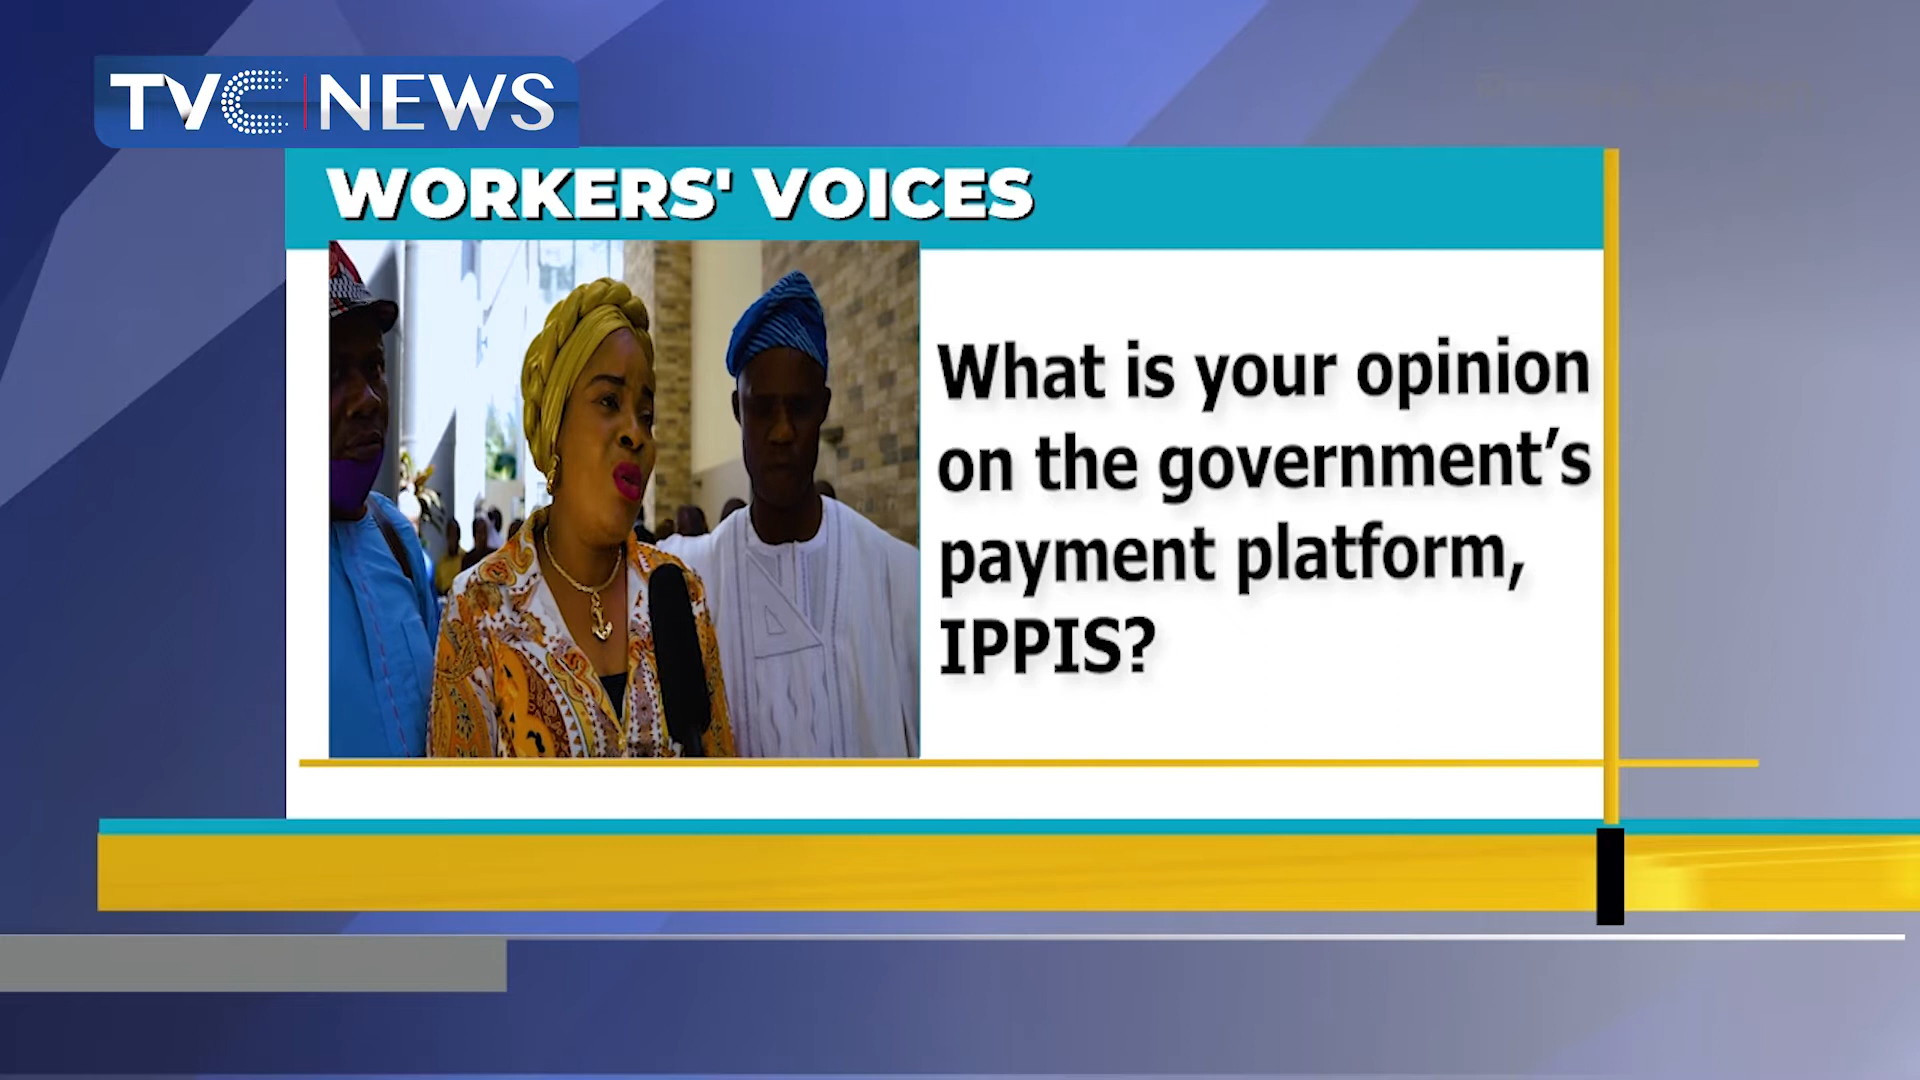 TVC NEWS
WORKERS' VOICES
What is your opinion
on the government’s
payment platform,
IPPIS?